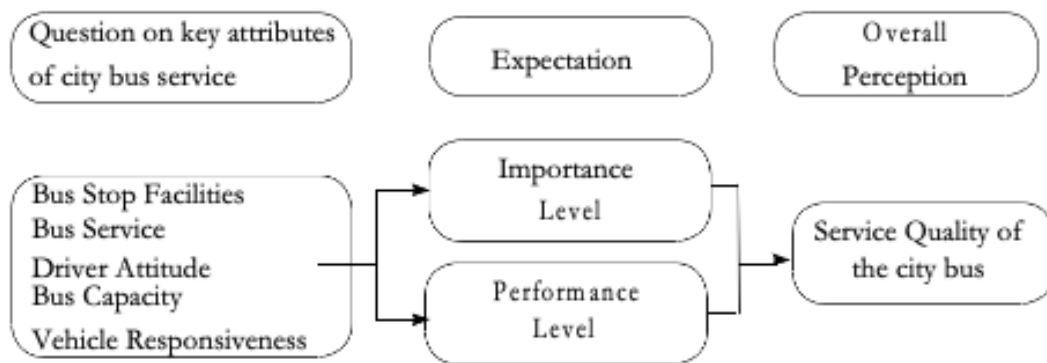 Question on key attributes
of city bus service
Expectation
Overall
Perception
Bus Stop Facilities
Bus Service
Driver Attitude
Bus Capacity
Vehicle Responsiveness
Importance
Level
Performance
Level
Service Quality of
the city bus